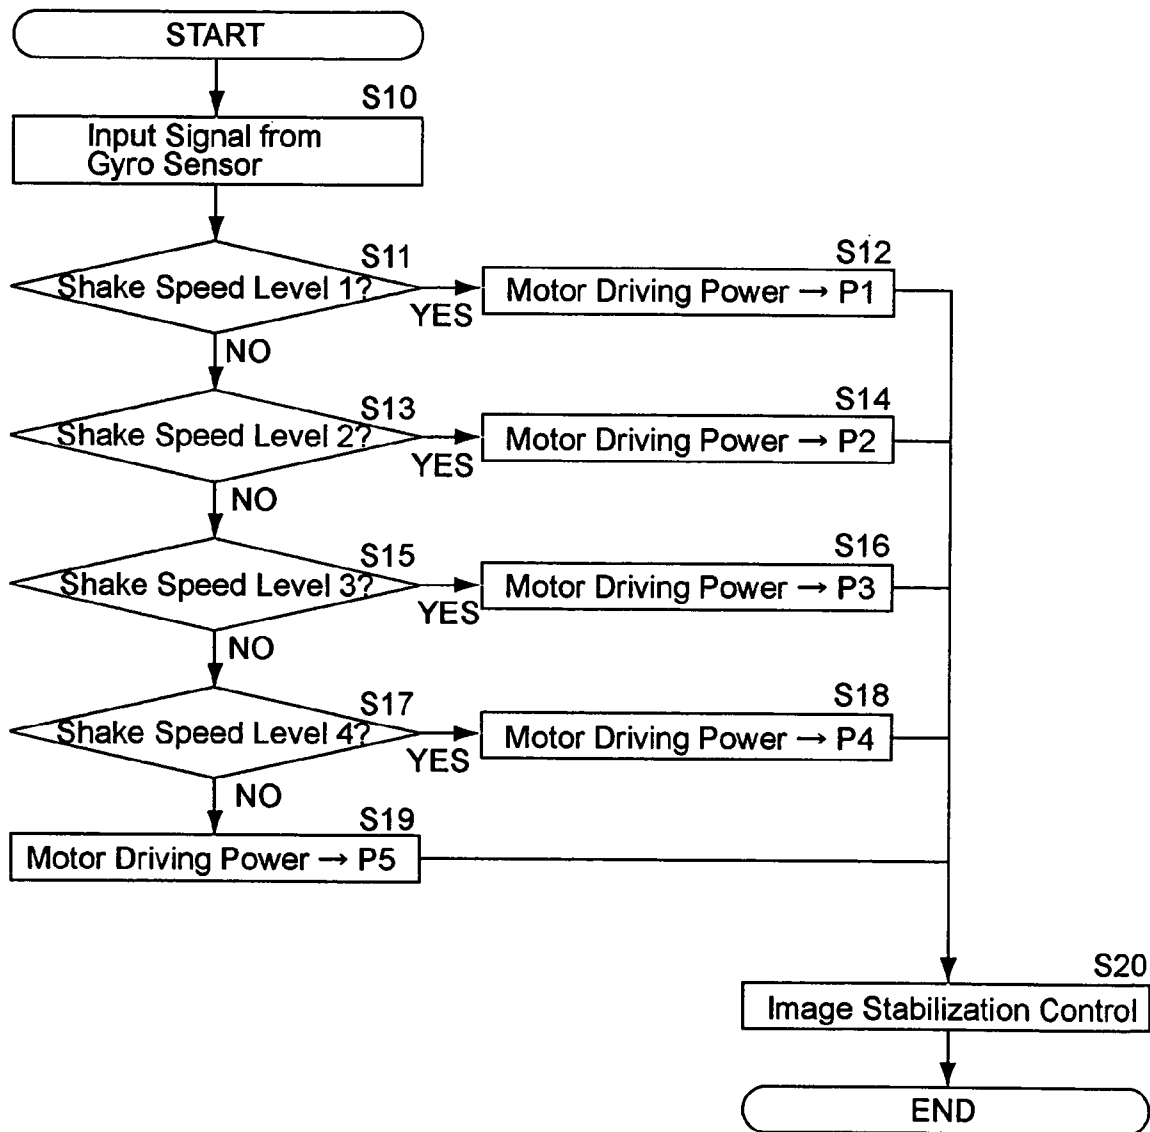 START
S10
Input Signal from
Gyro Sensor
S11
Shake Speed Level 1?
YES
S12
Motor Driving Power → P1
NO
S13
Shake Speed Level 2?
YES
S14
Motor Driving Power → P2
NO
S15
Shake Speed Level 3?
YES
S16
Motor Driving Power → P3
NO
S17
Shake Speed Level 4?
YES
S18
Motor Driving Power → P4
NO
S19
Motor Driving Power → P5
S20
Image Stabilization Control
END